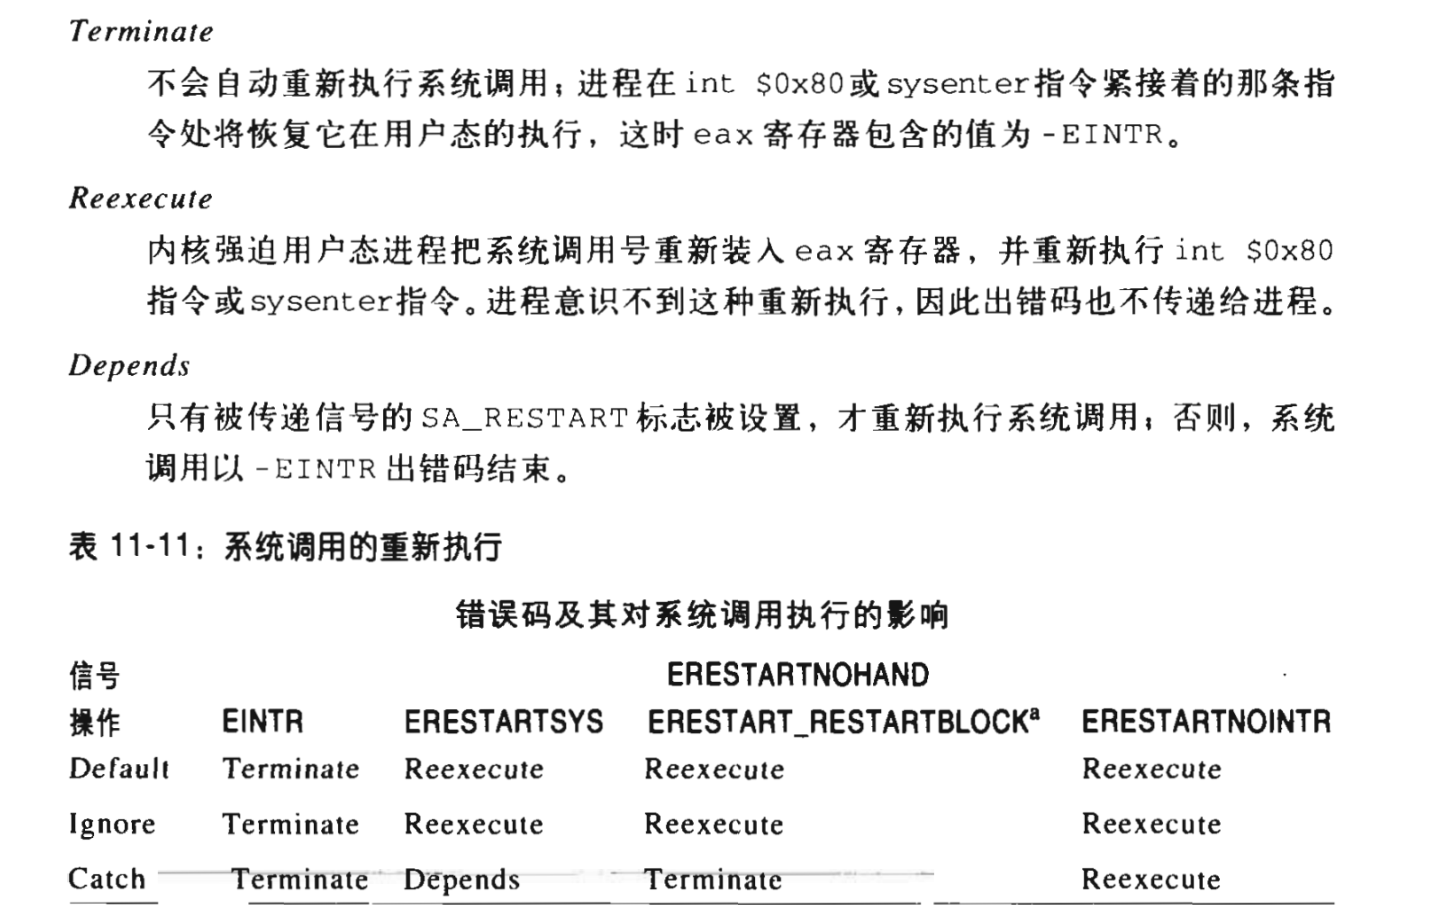 Terminate
不会自动重新执行系统调用；进程在 int $0x80或 sysenter指令紧接着的那条指
令处将恢复它在用户态的执行，这时 eax 寄存器包含的值为 -EINTR。
Reexecute
内核强迫用户态进程把系统调用号重新装入 eax 寄存器，并重新执行 int $0x80
指令或sysenter指令。进程意识不到这种重新执行，因此出错码也不传递给进程。
Depends
只有被传递信号的 SA_RESTART 标志被设置，才重新执行系统调用；否则，系统
调用以 -EINTR 出错码结束。
表 11-11：系统调用的重新执行
错误码及其对系统调用执行的影响
信号 ERESTARTNOHAND
操作 EINTR ERESTARTSYS ERESTART_RESTARTBLOCKa ERESTARTNOINTR
Default Terminate Reexecute Reexecute Reexecute
Ignore Terminate Reexecute Reexecute Reexecute
Catch Terminate Depends Terminate Reexecute